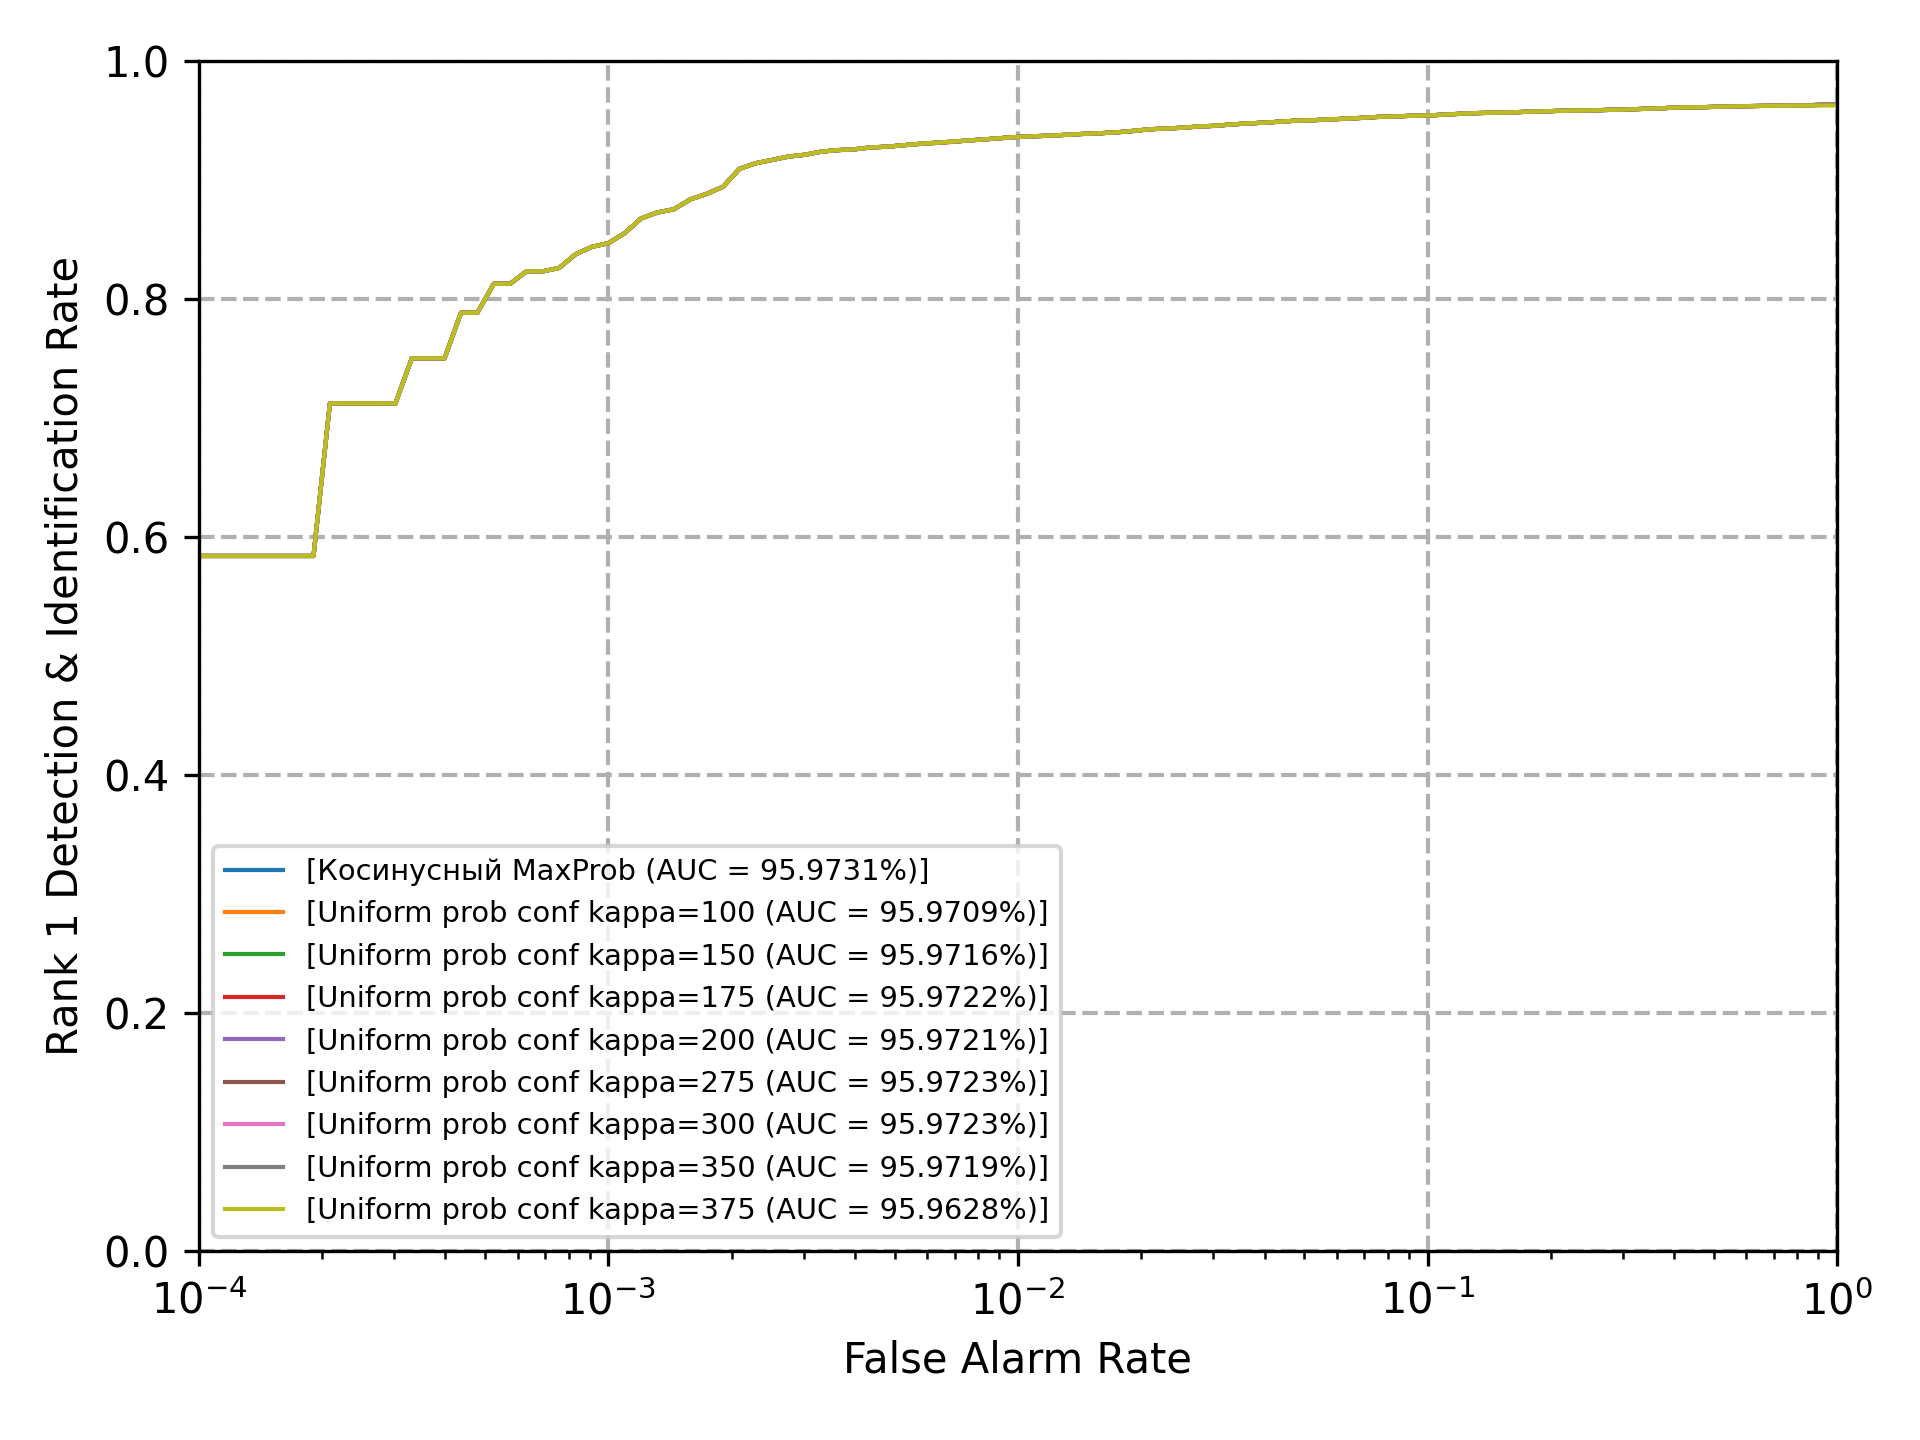 1.0
0.8
0.6
0.4
0.2
0.0
Rank 1 Detection & Identification Rate
[Косинусный MaxProb (AUC = 95.9731%)]
[Uniform prob conf kappa=100 (AUC = 95.9709%)]
[Uniform prob conf kappa=150 (AUC = 95.9716%)]
[Uniform prob conf kappa=175 (AUC = 95.9722%)]
[Uniform prob conf kappa=200 (AUC = 95.9721%)]
[Uniform prob conf kappa=275 (AUC = 95.9723%)]
[Uniform prob conf kappa=300 (AUC = 95.9723%)]
[Uniform prob conf kappa=350 (AUC = 95.9719%)]
[Uniform prob conf kappa=375 (AUC = 95.9628%)]
10⁻⁴ 10⁻³ 10⁻² 10⁻¹ 10⁰
False Alarm Rate